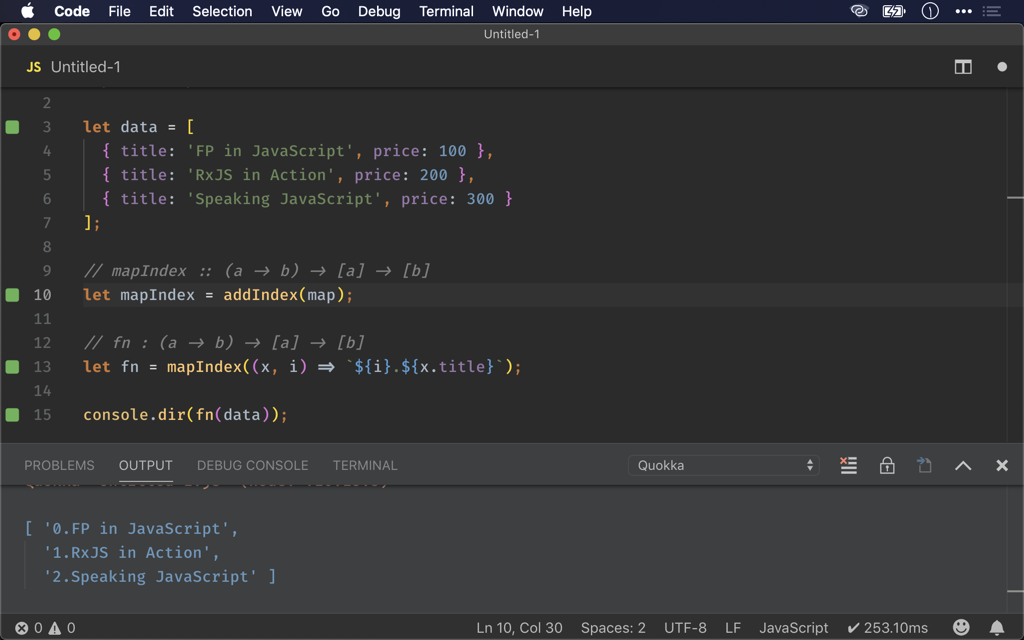 Code File Edit Selection View Go Debug Terminal Window Help
Untitled-1
JS Untitled-1
2
3 let data = [
4 { title: 'FP in JavaScript', price: 100 },
5 { title: 'RxJS in Action', price: 200 },
6 { title: 'Speaking JavaScript', price: 300 }
7 ];
8
9 // mapIndex :: (a → b) → [a] → [b]
10 let mapIndex = addIndex(map);
11
12 // fn : (a → b) → [a] → [b]
13 let fn = mapIndex((x, i) ⇒ `${i}.${x.title}`);
14
15 console.dir(fn(data));
PROBLEMS OUTPUT DEBUG CONSOLE TERMINAL Quokka
[ '0.FP in JavaScript',
'1.RxJS in Action',
'2.Speaking JavaScript' ]
0 0 Ln 10, Col 30 Spaces: 2 UTF-8 LF JavaScript ✔ 253.10ms